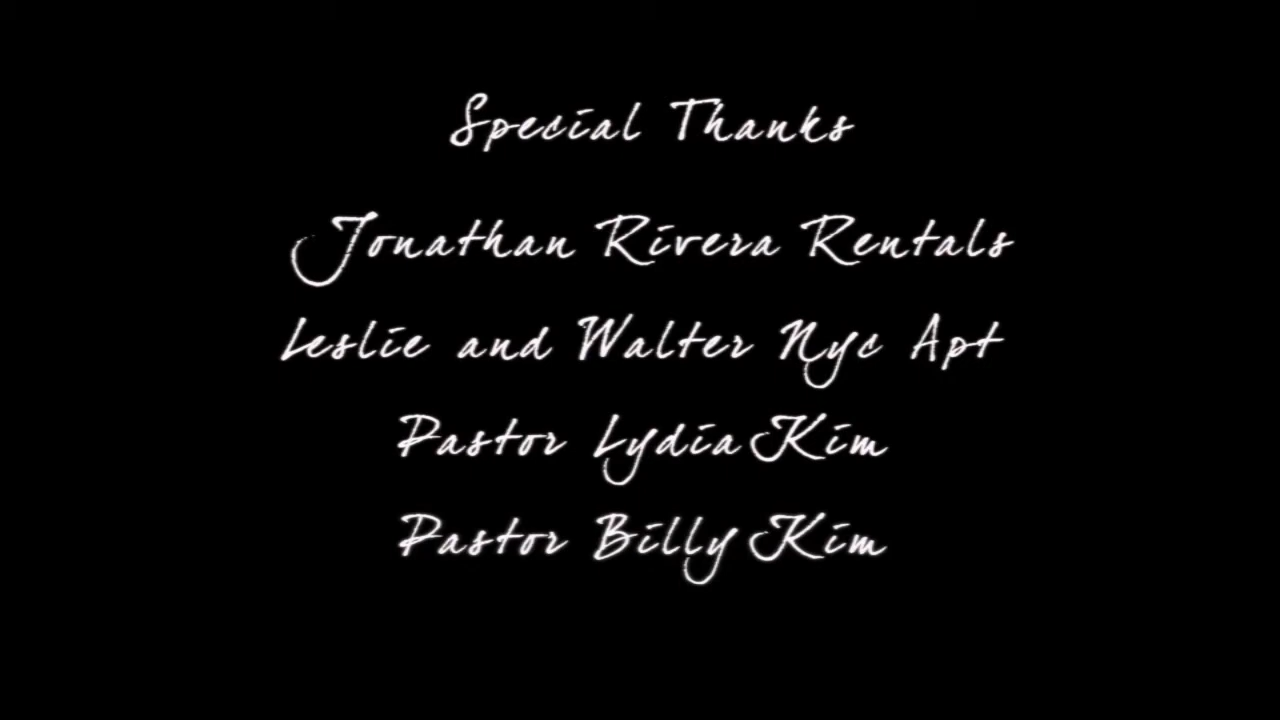 Special Thanks
Jonathan Rivera Rentals
Leslie and Walter Nyc Apt
Pastor Lydia Kim
Pastor Billy Kim